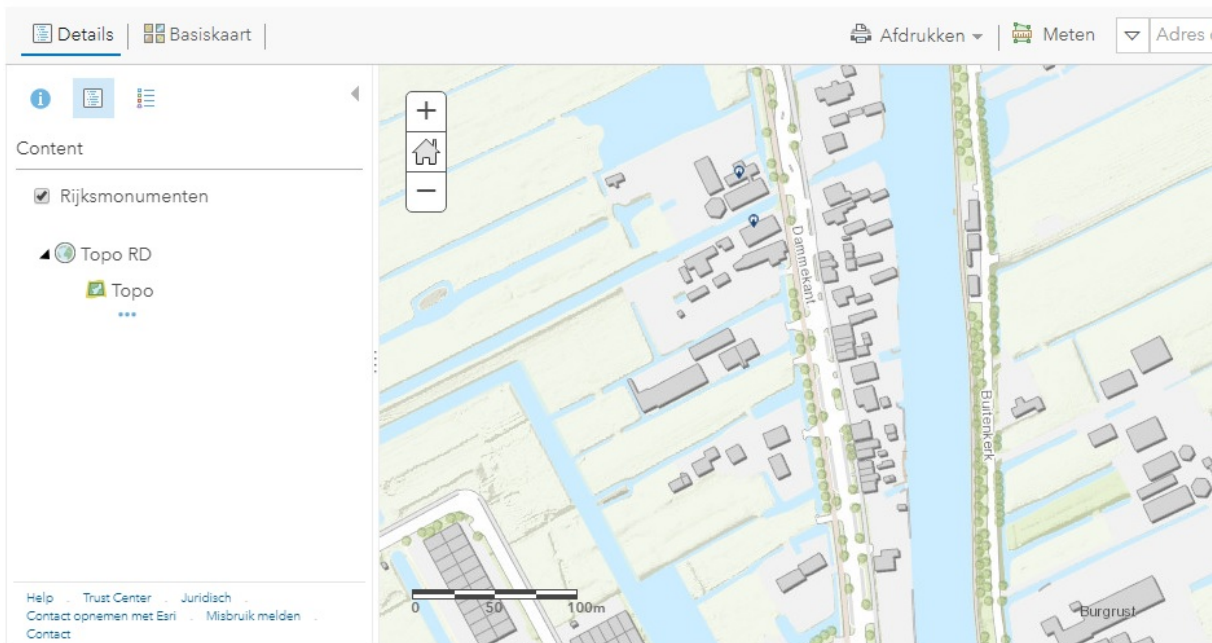 Details
Basiskaart
Afdrukken
Meten
Adres
Content
Rijksmonumenten
Topo RD
Topo
Help . Trust Center . Juridisch .
Contact opnemen met Esri . Misbruik melden .
Contact
+
−
Dammekant
Buitenkerk
Burgrust
0 50 100m